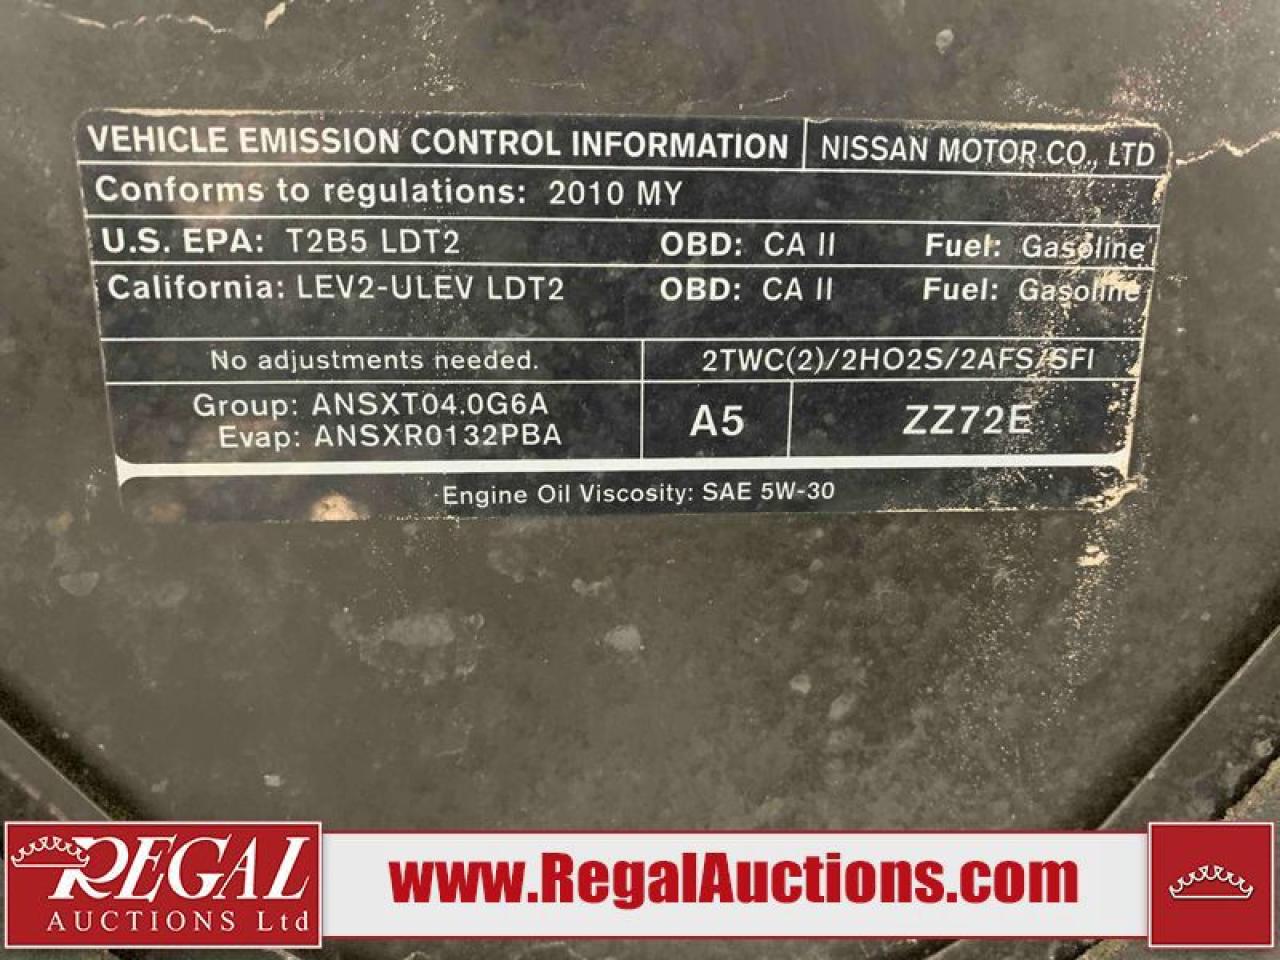 VEHICLE EMISSION CONTROL INFORMATION NISSAN MOTOR CO., LTD
Conforms to regulations: 2010 MY
U.S. EPA: T2B5 LDT2 OBD: CA II Fuel: Gasoline
California: LEV2-ULEV LDT2 OBD: CA II Fuel: Gasoline
No adjustments needed. 2TWC(2)/2HO2S/2AFS/SFI
Group: ANSXT04.0G6A
Evap: ANSXR0132PBA
A5 ZZ72E
Engine Oil Viscosity: SAE 5W-30
REGAL
AUCTIONS Ltd
www.RegalAuctions.com